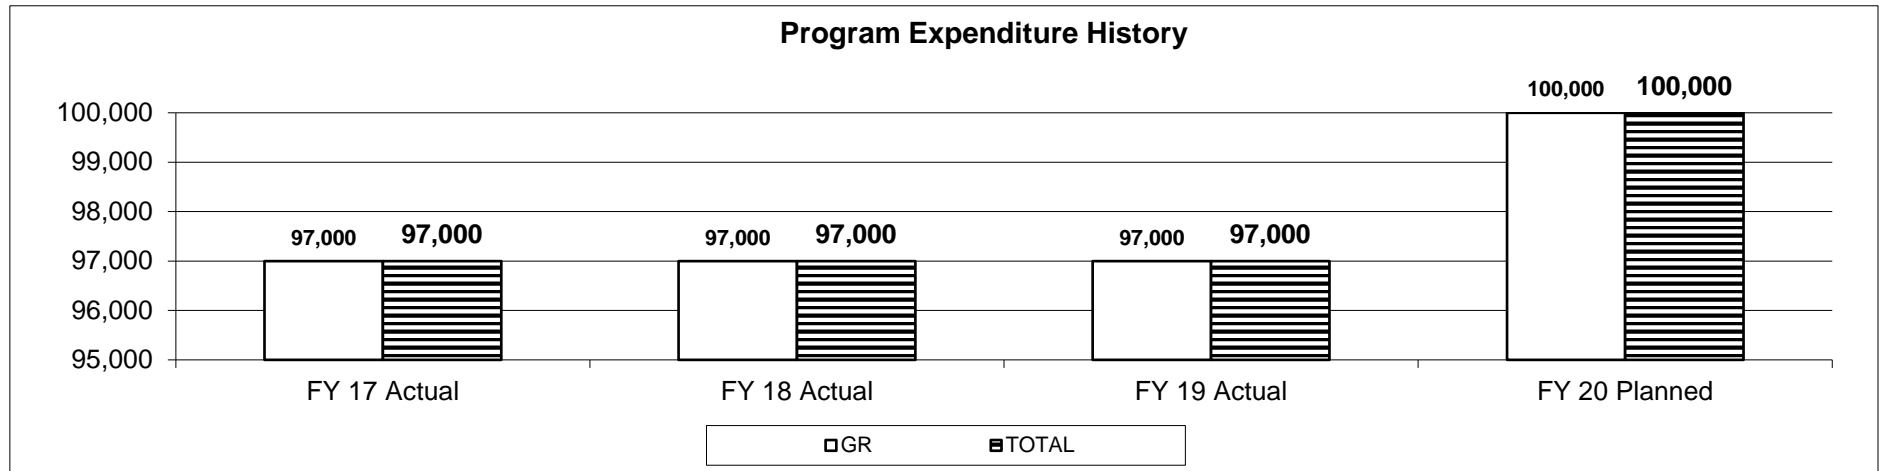 Program Expenditure History
100,000 100,000
100,000
99,000
98,000
97,000 97,000 97,000 97,000 97,000 97,000
97,000
96,000
95,000
FY 17 Actual FY 18 Actual FY 19 Actual FY 20 Planned
GR TOTAL